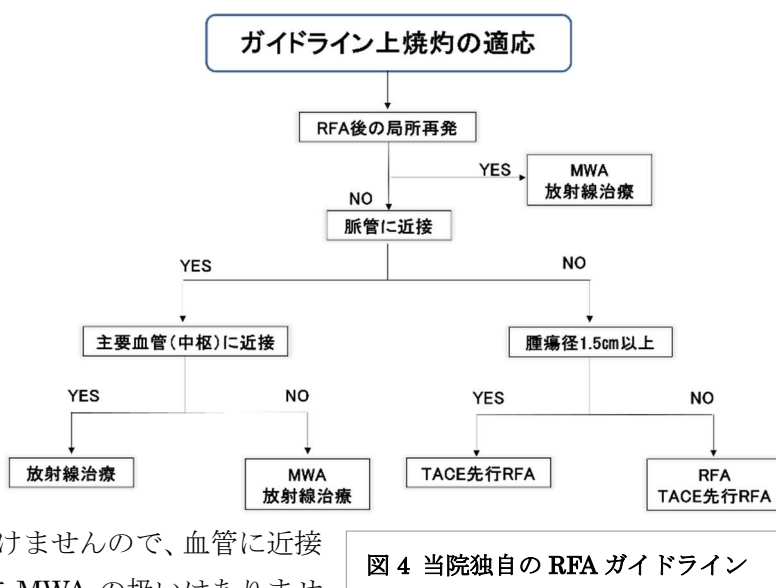 ガイドライン上焼灼の適応
RFA後の局所再発
YES
MWA
放射線治療
NO
脈管に近接
YES
NO
主要血管(中枢)に近接
腫瘍径1.5㎝以上
YES
NO
YES
NO
放射線治療
MWA
放射線治療
TACE先行RFA
RFA
TACE先行RFA
けませんので、血管に近接
図 4 当院独自の RFA ガイドライン
MWA の扱いはありませ